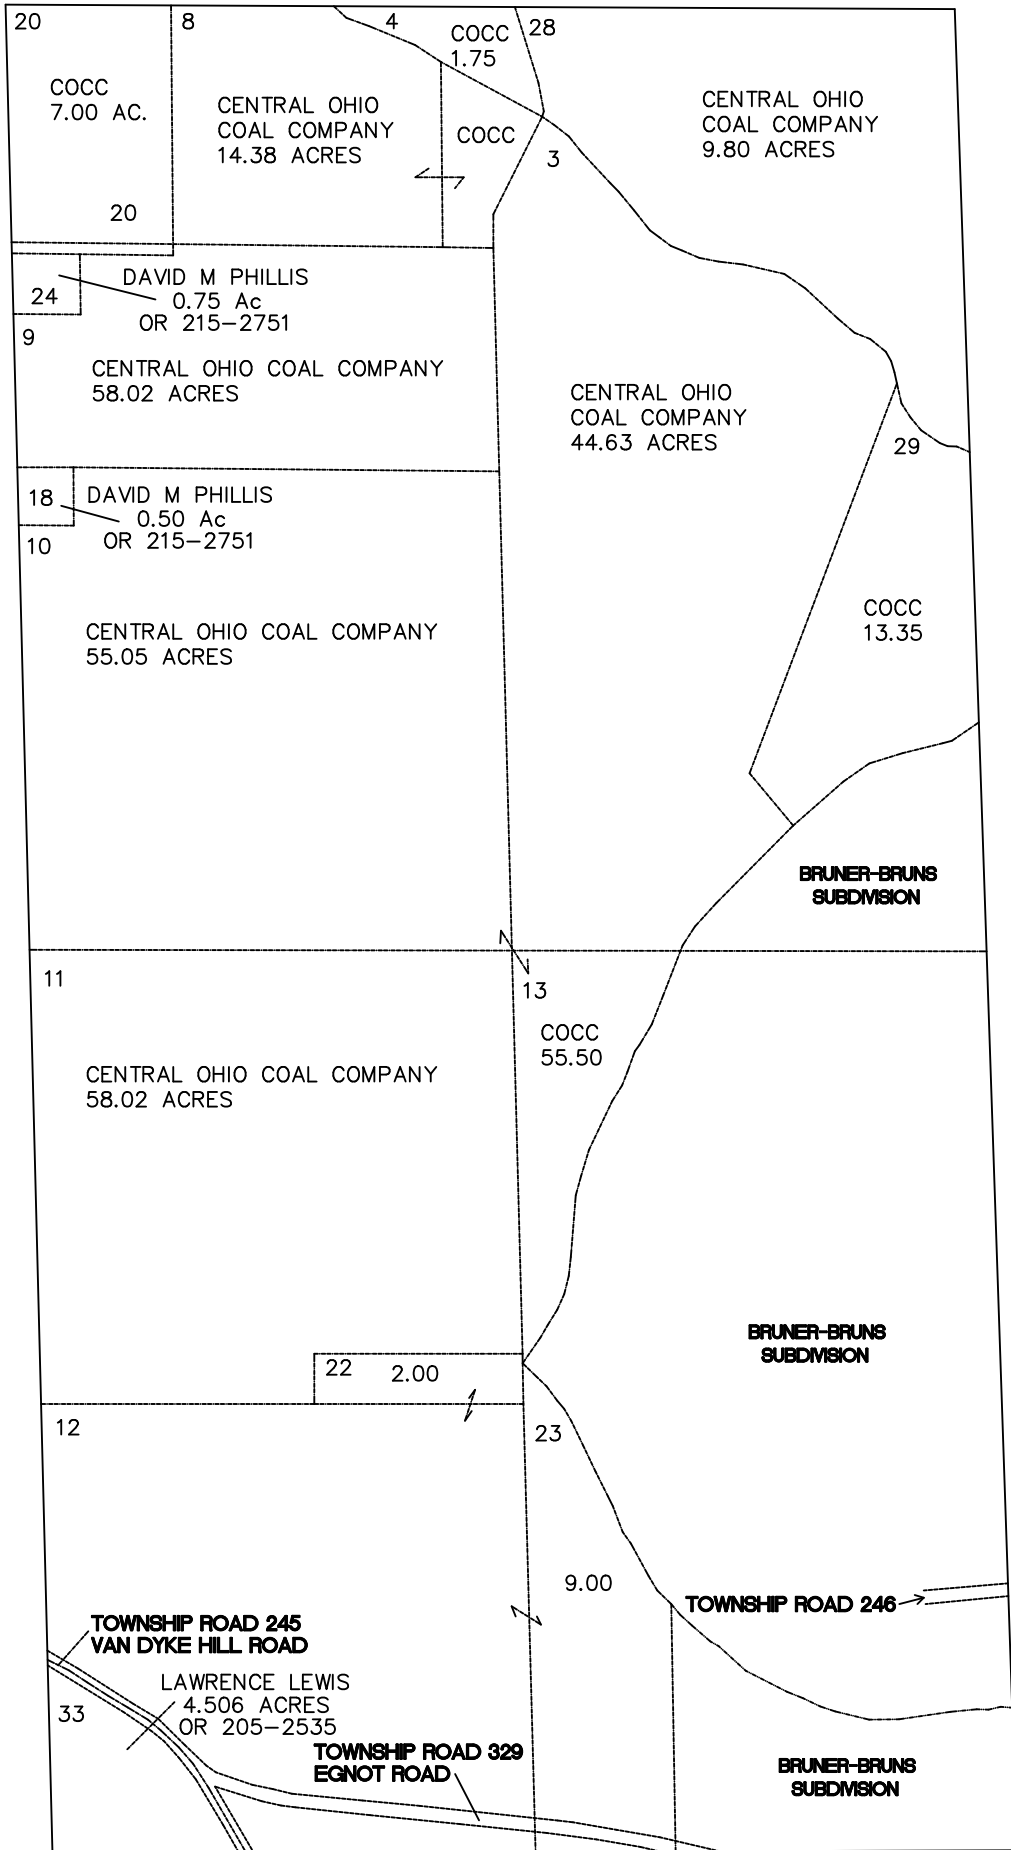 20
8
4
28
COCC
1.75
COCC
7.00 AC.
CENTRAL OHIO
COAL COMPANY
14.38 ACRES
COCC
CENTRAL OHIO
COAL COMPANY
9.80 ACRES
3
20
24
DAVID M PHILLIS
0.75 Ac
OR 215-2751
9
CENTRAL OHIO COAL COMPANY
58.02 ACRES
CENTRAL OHIO
COAL COMPANY
44.63 ACRES
29
18
DAVID M PHILLIS
0.50 Ac
OR 215-2751
10
CENTRAL OHIO COAL COMPANY
55.05 ACRES
COCC
13.35
BRUNER-BRUNS
SUBDIVISION
11
13
COCC
55.50
CENTRAL OHIO COAL COMPANY
58.02 ACRES
BRUNER-BRUNS
SUBDIVISION
22
2.00
12
23
9.00
TOWNSHIP ROAD 246
TOWNSHIP ROAD 245
VAN DYKE HILL ROAD
33
LAWRENCE LEWIS
4.506 ACRES
OR 205-2535
TOWNSHIP ROAD 329
EGNOT ROAD
BRUNER-BRUNS
SUBDIVISION